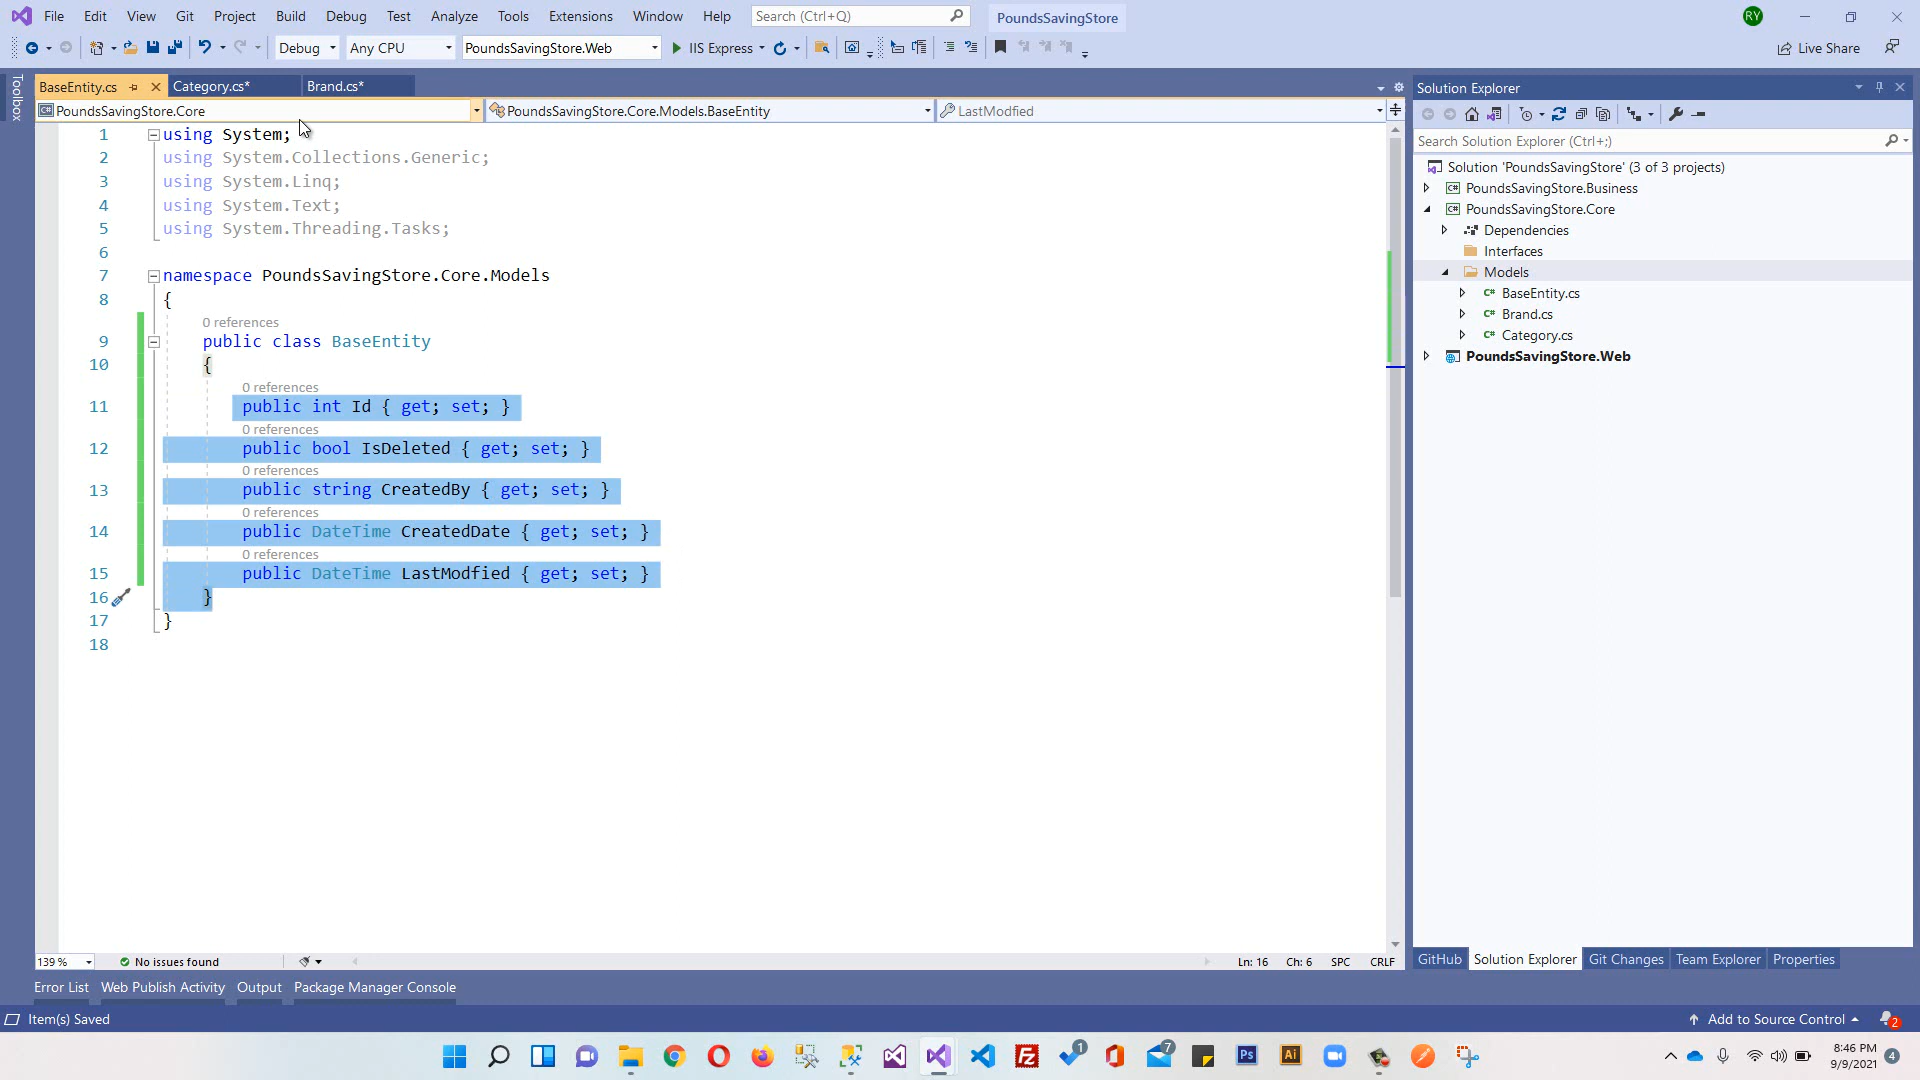 File Edit View Git Project Build Debug Test Analyze Tools Extensions Window Help Search (Ctrl+Q) PoundsSavingStore RY
Debug Any CPU PoundsSavingStore.Web IIS Express Live Share
Toolbox
BaseEntity.cs Category.cs* Brand.cs*
PoundsSavingStore.Core PoundsSavingStore.Core.Models.BaseEntity LastModfied
1 using System;
2 using System.Collections.Generic;
3 using System.Linq;
4 using System.Text;
5 using System.Threading.Tasks;
6
7 namespace PoundsSavingStore.Core.Models
8 {
0 references
9 public class BaseEntity
10 {
0 references
11 public int Id { get; set; }
0 references
12 public bool IsDeleted { get; set; }
0 references
13 public string CreatedBy { get; set; }
0 references
14 public DateTime CreatedDate { get; set; }
0 references
15 public DateTime LastModfied { get; set; }
16 }
17 }
18
139 % No issues found Ln: 16 Ch: 6 SPC CRLF
Solution Explorer
Search Solution Explorer (Ctrl+;)
Solution 'PoundsSavingStore' (3 of 3 projects)
C# PoundsSavingStore.Business
C# PoundsSavingStore.Core
Dependencies
Interfaces
Models
C# BaseEntity.cs
C# Brand.cs
C# Category.cs
PoundsSavingStore.Web
GitHub Solution Explorer Git Changes Team Explorer Properties
Error List Web Publish Activity Output Package Manager Console
Item(s) Saved Add to Source Control 2
1 7 Ps Ai 8:46 PM 4
9/9/2021